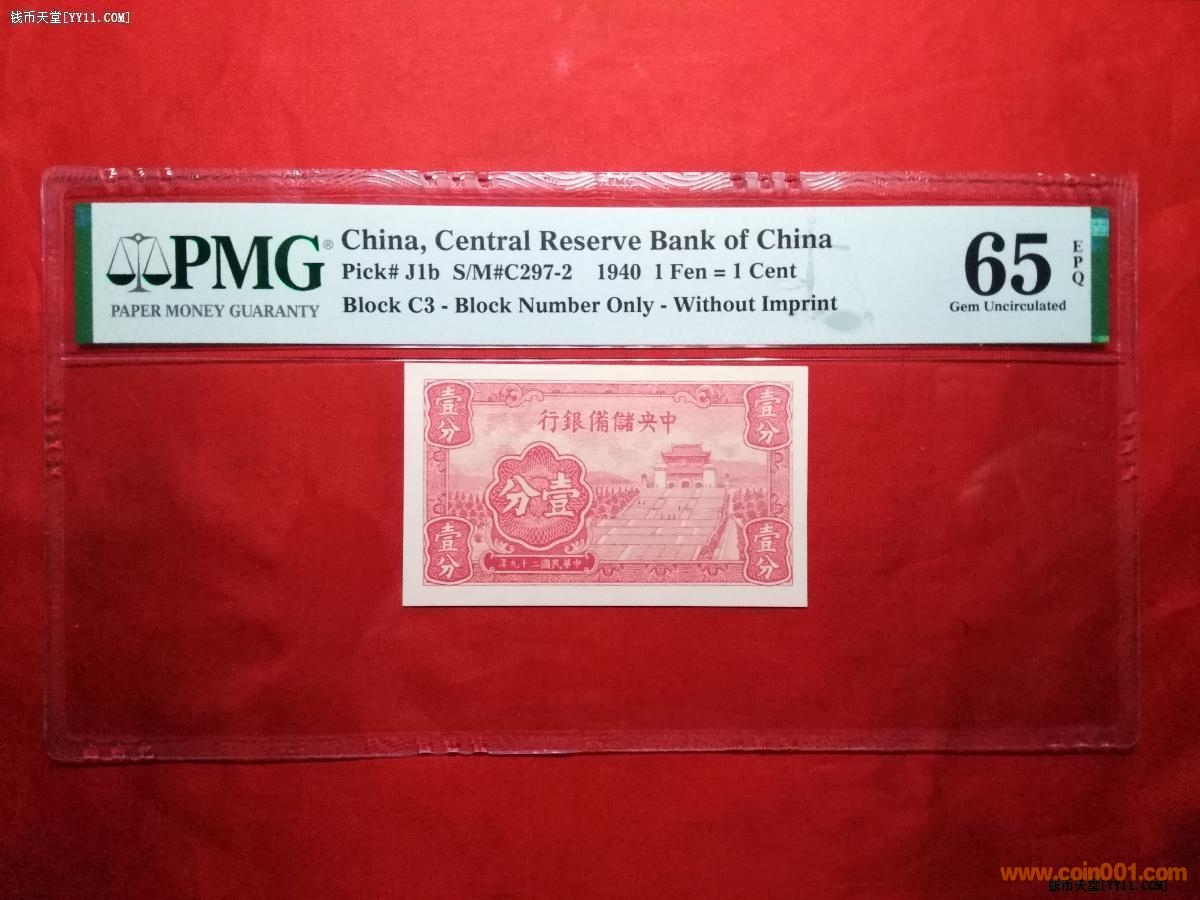 钱币天堂[YY11.COM]
PMG®
PAPER MONEY GUARANTY
China, Central Reserve Bank of China
Pick# J1b S/M#C297-2 1940 1 Fen = 1 Cent
Block C3 - Block Number Only - Without Imprint
65
EPQ
Gem Uncirculated
壹分
壹分
行銀備儲央中
分壹
壹分
壹分
年九十二國民華中
www.coin001.com
钱币天堂[YY11.COM]